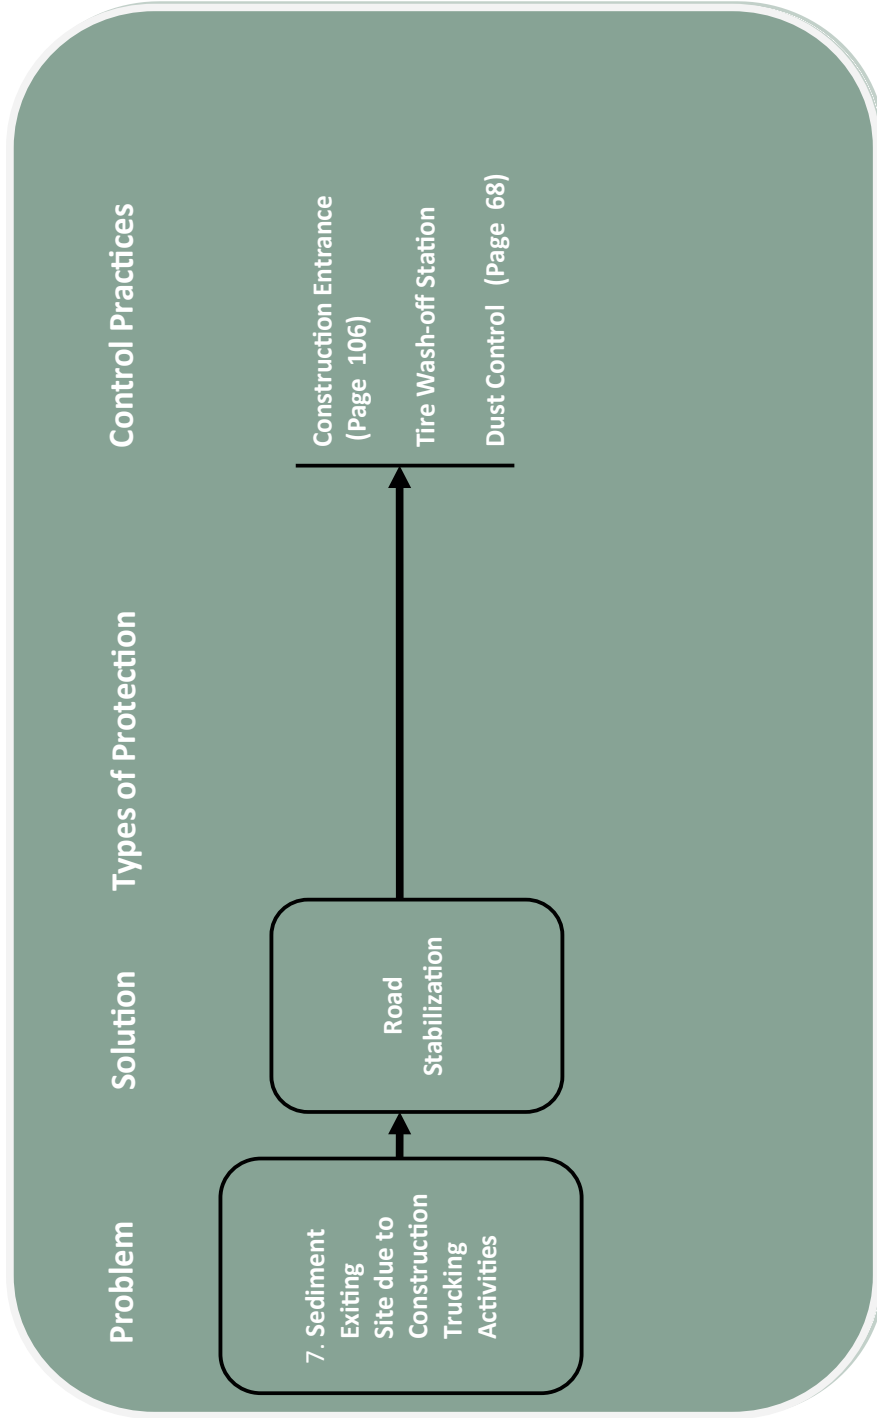 Problem
Solution
Types of Protection
Control Practices
7. Sediment
Exiting
Site due to
Construction
Trucking
Activities
Road
Stabilization
Construction Entrance
(Page 106)
Tire Wash-off Station
Dust Control (Page 68)